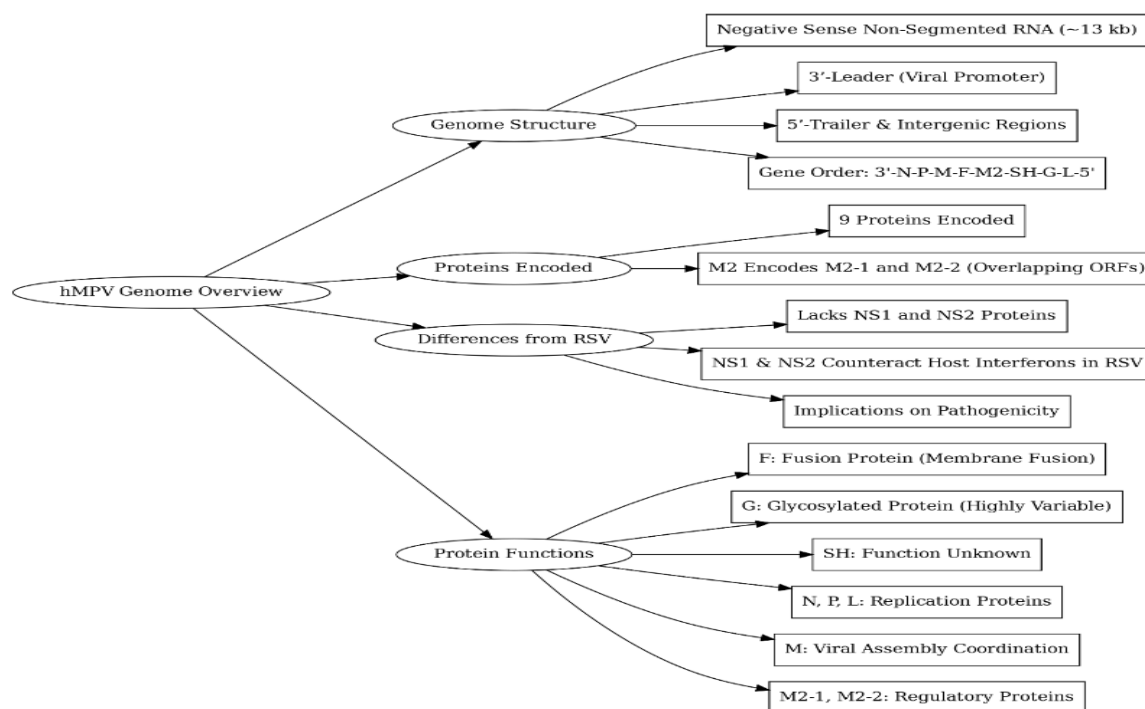 Negative Sense Non-Segmented RNA (~13 kb)
3’-Leader (Viral Promoter)
Genome Structure
5’-Trailer & Intergenic Regions
Gene Order: 3'-N-P-M-F-M2-SH-G-L-5'
9 Proteins Encoded
Proteins Encoded
M2 Encodes M2-1 and M2-2 (Overlapping ORFs)
hMPV Genome Overview
Lacks NS1 and NS2 Proteins
Differences from RSV
NS1 & NS2 Counteract Host Interferons in RSV
Implications on Pathogenicity
F: Fusion Protein (Membrane Fusion)
G: Glycosylated Protein (Highly Variable)
Protein Functions
SH: Function Unknown
N, P, L: Replication Proteins
M: Viral Assembly Coordination
M2-1, M2-2: Regulatory Proteins